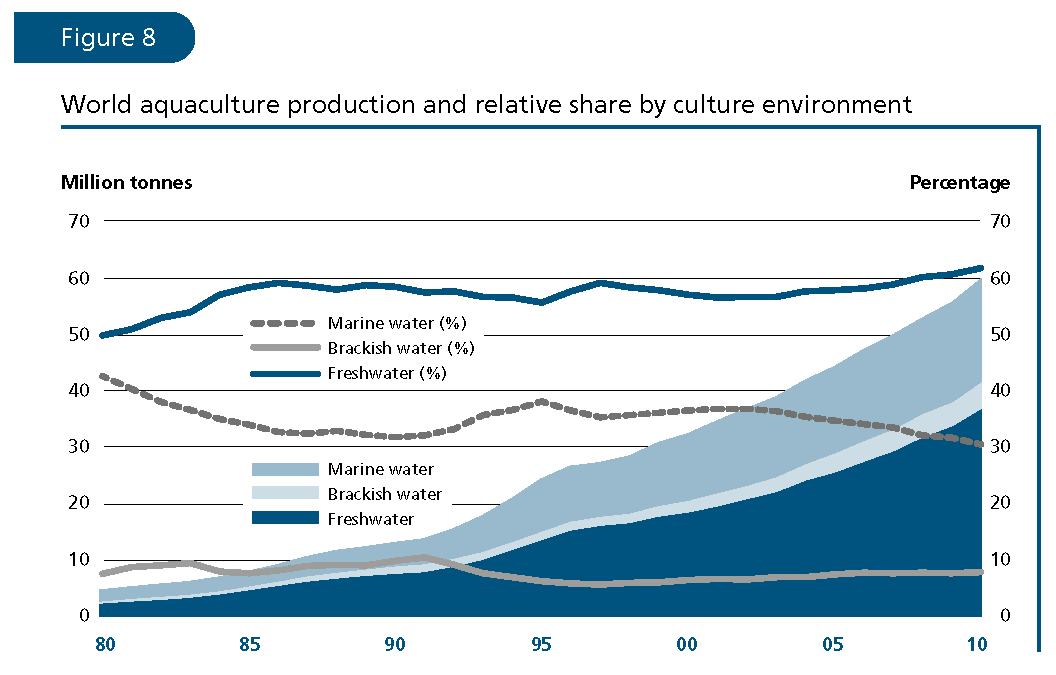 Figure 8
World aquaculture production and relative share by culture environment
Million tonnes Percentage
70 70
60 60
Marine water (%)
50 50
Brackish water (%)
Freshwater (%)
40 40
30 30
Marine water
Brackish water
20 20
Freshwater
10 10
0 0
80 85 90 95 00 05 10